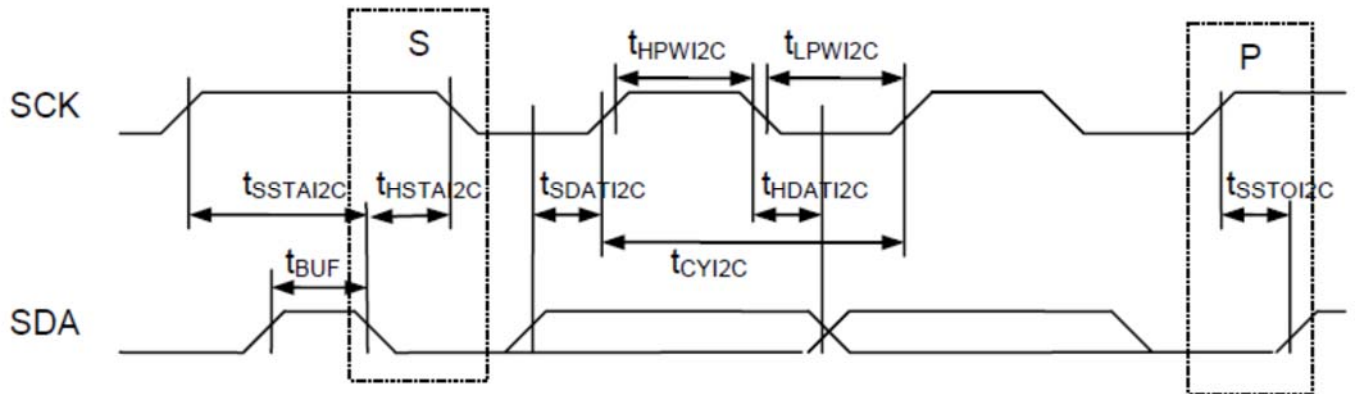 S
P
tHPWI2C
tLPWI2C
SCK
tSSTAI2C
tHSTAI2C
tSDATI2C
tHDATI2C
tSSTOI2C
tBUF
tCYI2C
SDA